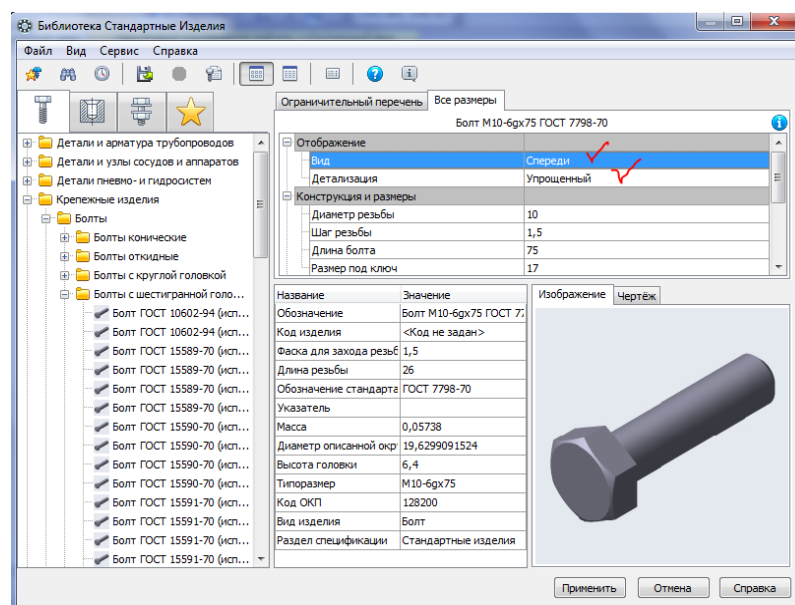 Библиотека Стандартные Изделия
Файл Вид Сервис Справка
Ограничительный перечень Все размеры
Болт М10-6gx75 ГОСТ 7798-70
Детали и арматура трубопроводов
Детали и узлы сосудов и аппаратов
Детали пневмо- и гидросистем
Крепежные изделия
Болты
Болты конические
Болты откидные
Болты с круглой головкой
Болты с шестигранной голо...
Болт ГОСТ 10602-94 (исп...
Болт ГОСТ 10602-94 (исп...
Болт ГОСТ 15589-70 (исп...
Болт ГОСТ 15589-70 (исп...
Болт ГОСТ 15589-70 (исп...
Болт ГОСТ 15589-70 (исп...
Болт ГОСТ 15590-70 (исп...
Болт ГОСТ 15590-70 (исп...
Болт ГОСТ 15590-70 (исп...
Болт ГОСТ 15590-70 (исп...
Болт ГОСТ 15591-70 (исп...
Болт ГОСТ 15591-70 (исп...
Болт ГОСТ 15591-70 (исп...
Болт ГОСТ 15591-70 (исп...
Отображение
Вид Спереди
Детализация Упрощенный
Конструкция и размеры
Диаметр резьбы 10
Шаг резьбы 1,5
Длина болта 75
Размер под ключ 17
Название Значение
Обозначение Болт М10-6gx75 ГОСТ 7
Код изделия <Код не задан>
Фаска для захода резьб 1,5
Длина резьбы 26
Обозначение стандарта ГОСТ 7798-70
Указатель
Масса 0,05738
Диаметр описанной окр 19,6299091524
Высота головки 6,4
Типоразмер М10-6gx75
Код ОКП 128200
Вид изделия Болт
Раздел спецификации Стандартные изделия
Изображение Чертёж
Применить Отмена Справка